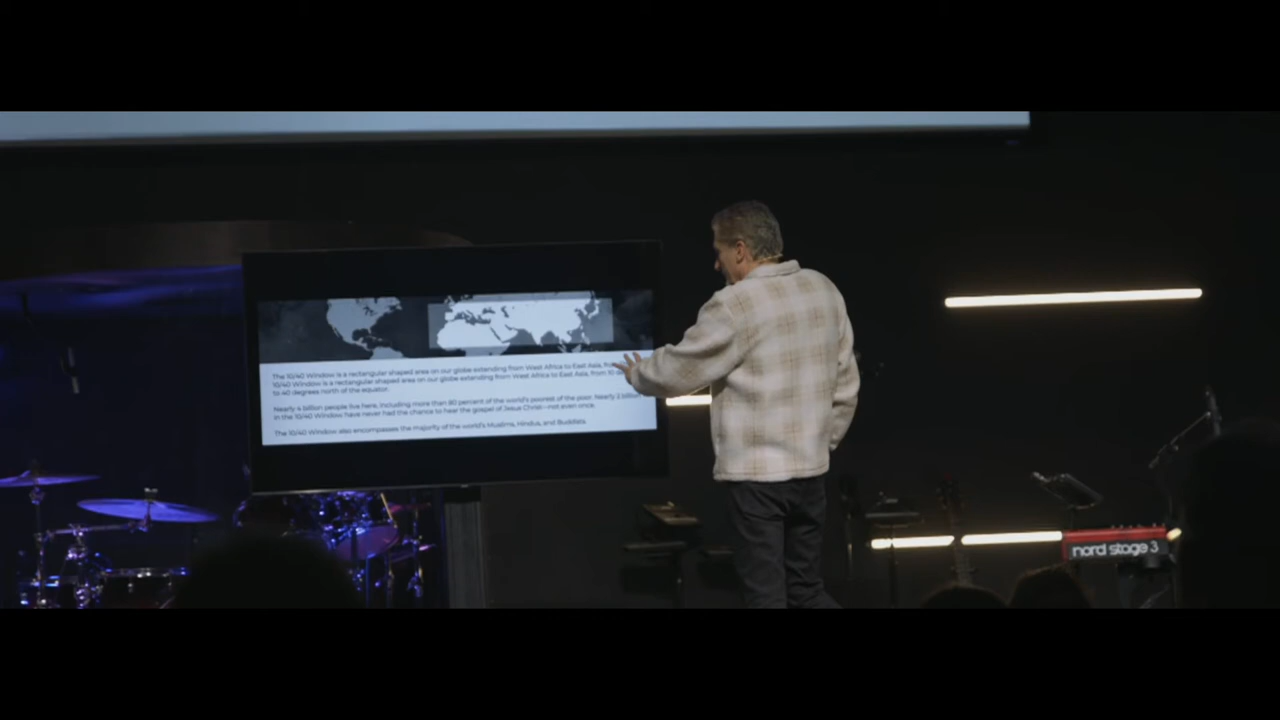 The 10/40 Window is a rectangular shaped area on our globe extending from West Africa to East Asia,
10/40 Window is a rectangular shaped area on our globe extending from West Africa to East Asia, from 10
to 40 degrees north of the equator.
Nearly 4 billion people live here, including more than 80 percent of the world's poorest of the poor. Nearly 2 billion
in the 10/40 Window have never had the chance to hear the gospel of Jesus Christ—not even once.
The 10/40 Window also encompasses the majority of the world's Muslims, Hindus, and Buddists.
nord stage 3